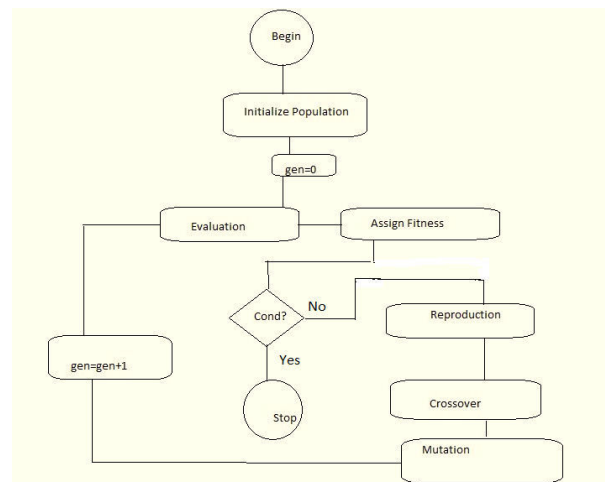 Begin
Initialize Population
gen=0
Evaluation
Assign Fitness
Cond?
No
Reproduction
Yes
gen=gen+1
Crossover
Stop
Mutation